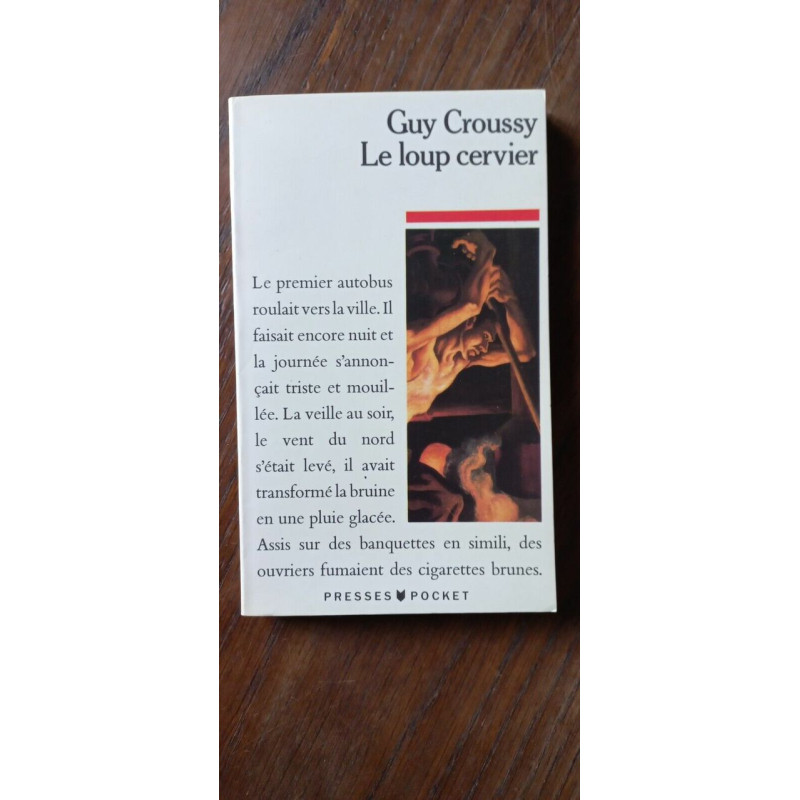 Guy Croussy
Le loup cervier
Le premier autobus
roulait vers la ville. Il
faisait encore nuit et
la journée s'annon-
çait triste et mouil-
lée. La veille au soir,
le vent du nord
s'était levé, il avait
transformé la bruine
en une pluie glacée.
Assis sur des banquettes en simili, des
ouvriers fumaient des cigarettes brunes.
PRESSES POCKET